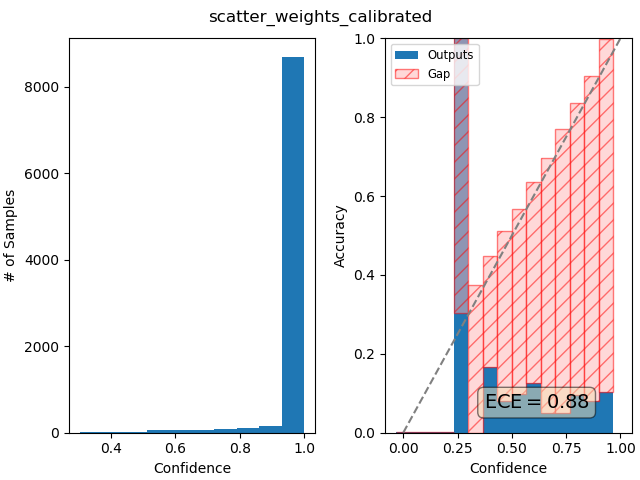 scatter_weights_calibrated
# of Samples
8000
6000
4000
2000
0
0.4 0.6 0.8 1.0
Confidence
Outputs
Gap
Accuracy
1.0
0.8
0.6
0.4
0.2
0.0
ECE = 0.88
0.00 0.25 0.50 0.75 1.00
Confidence